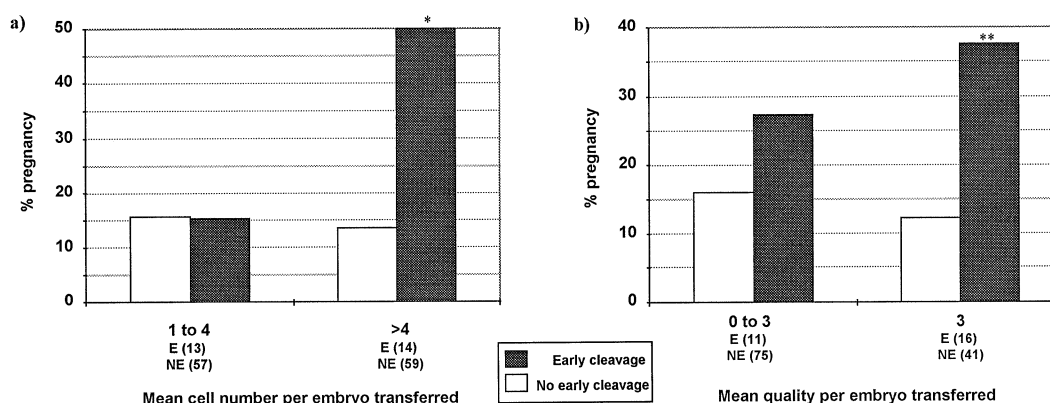 a)
% pregnancy
50
40
30
20
10
0
*
1 to 4
E (13)
NE (57)
>4
E (14)
NE (59)
Mean cell number per embryo transferred
Early cleavage
No early cleavage
b)
% pregnancy
40
30
20
10
0
**
0 to 3
E (11)
NE (75)
3
E (16)
NE (41)
Mean quality per embryo transferred